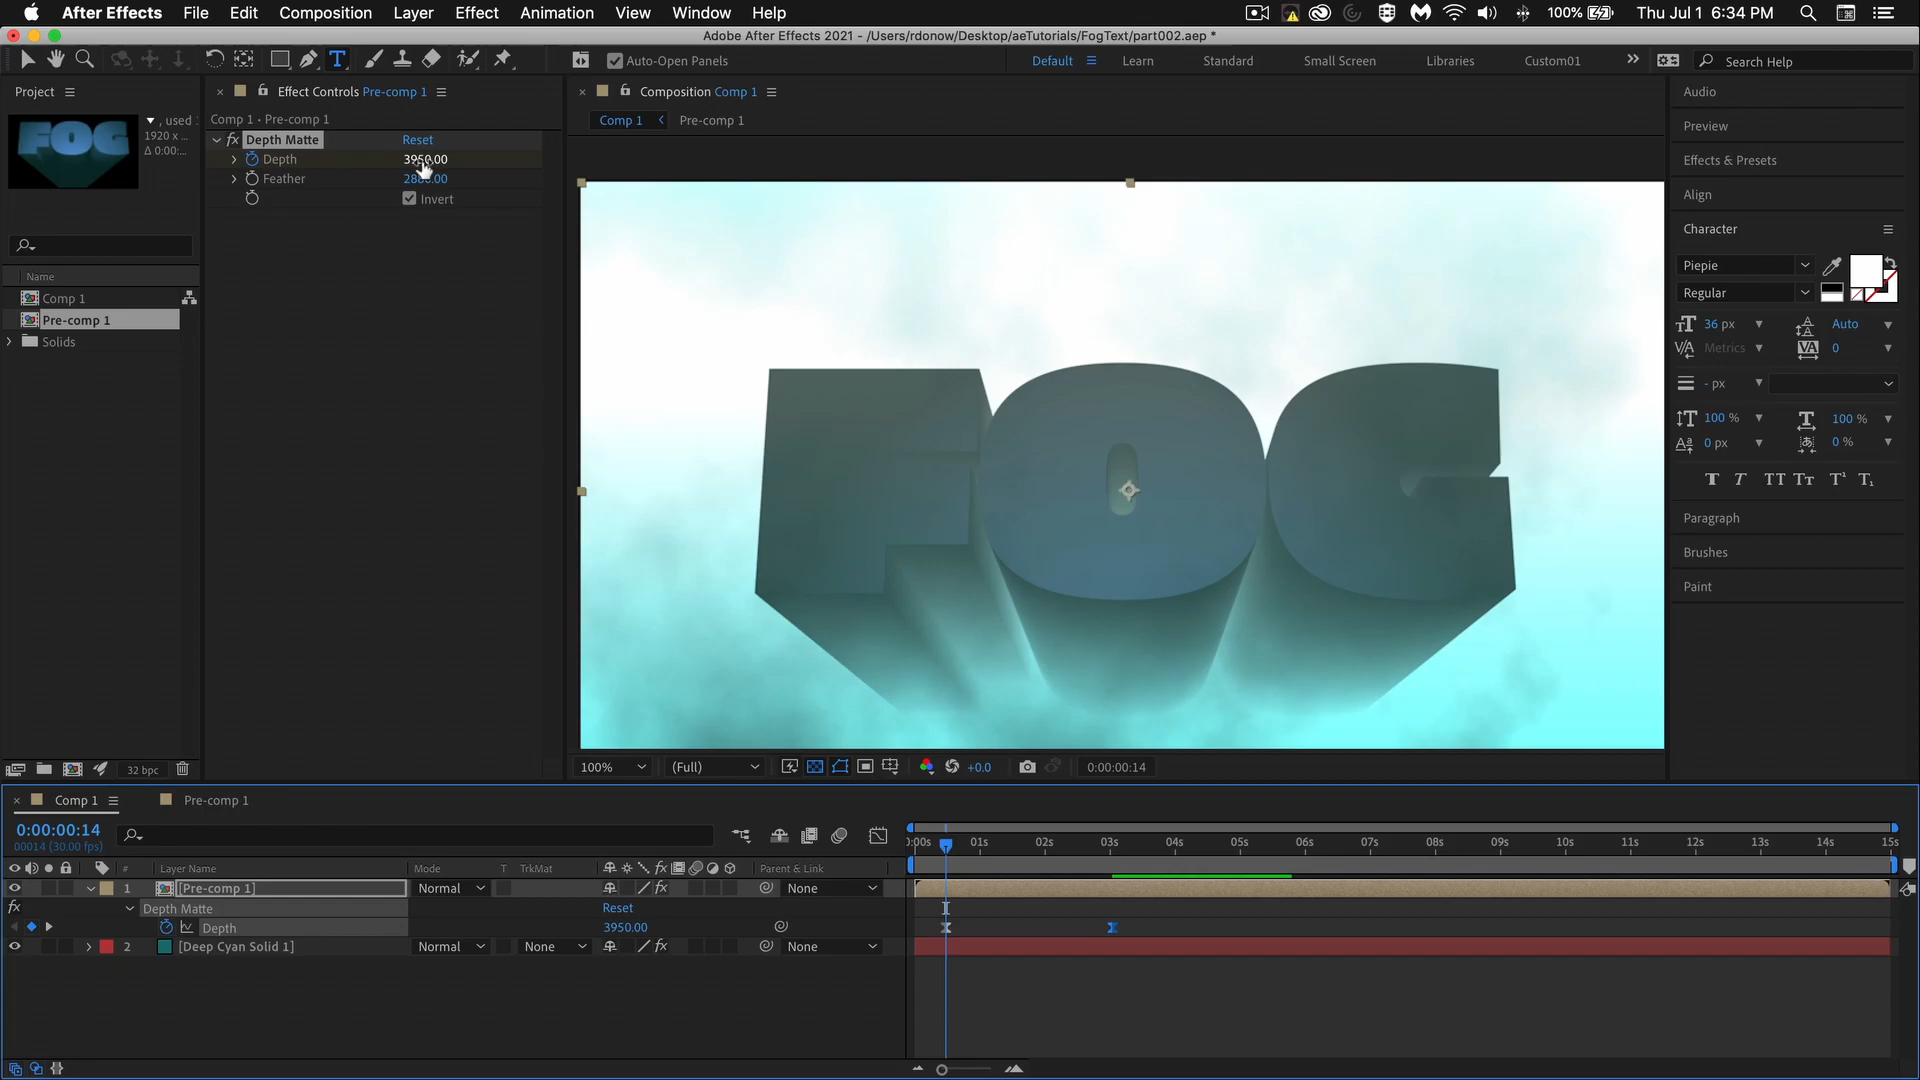 After Effects File Edit Composition Layer Effect Animation View Window Help 100% Thu Jul 1 6:34 PM
Adobe After Effects 2021 - /Users/rdonow/Desktop/aeTutorials/FogText/part002.aep *
Auto-Open Panels Default Learn Standard Small Screen Libraries Custom01 Search Help
Project Effect Controls Pre-comp 1 Composition Comp 1 Audio
Comp 1 • Pre-comp 1 Comp 1 Pre-comp 1
, used
1920 x ...
Δ 0:00:...
fx Depth Matte Reset
Depth 3950.00
Feather
Invert
Preview
Effects & Presets
Align
Character
Piepie
Regular
36 px Auto
Metrics 0
- px
100 % 100 %
0 px 0 %
Paragraph
Brushes
Paint
Name
Comp 1
Pre-comp 1
Solids
FOG
FOG
32 bpc
100% (Full) +0.0 0:00:00:14
Comp 1 Pre-comp 1
0:00:00:14
00014 (30.00 fps)
:00s 01s 02s 03s 04s 05s 06s 07s 08s 09s 10s 11s 12s 13s 14s 15s
# Layer Name Mode T TrkMat Parent & Link
1 [Pre-comp 1] Normal None
fx Depth Matte Reset
Depth 3950.00
2 [Deep Cyan Solid 1] Normal None None